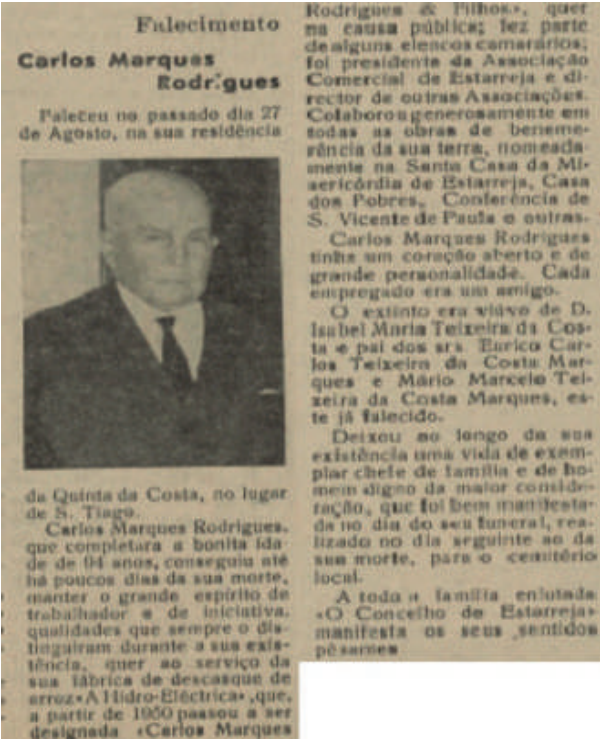 Falecimento
Carlos Marques
Rodrigues
Faleceu no passado dia 27
de Agosto, na sua residência
da Quinta da Costa, no lugar
de S. Tiago.
Carlos Marques Rodrigues,
que completara a bonita ida-
de de 94 anos, conseguiu até
há poucos dias da sua morte,
manter o grande espírito de
trabalhador e de iniciativa,
qualidades que sempre o dis-
tinguiram durante a sua exis-
tência, quer ao serviço da
sua fábrica de descasque de
arroz «A Hidro-Eléctrica», que,
a partir de 1950 passou a ser
designada «Carlos Marques
Rodrigues & Filhos», quer
na causa pública; fez parte
de alguns elencos camarários;
foi presidente da Associação
Comercial de Estarreja e di-
rector de outras Associações.
Colaborou generosamente em
todas as obras de beneme-
rência da sua terra, nomeada-
mente na Santa Casa da Mi-
sericórdia de Estarreja, Casa
dos Pobres, Conferência de
S. Vicente de Paula e outras.
Carlos Marques Rodrigues
tinha um coração aberto e de
grande personalidade. Cada
empregado era um amigo.
O extinto era viúvo de D.
Isabel Maria Teixeira da Cos-
ta e pai dos srs Eurico Car-
los Teixeira da Costa Mar-
ques e Mário Marcelo Tei-
xeira da Costa Marques, es-
te já falecido.
Deixou ao longo da sua
existência uma vida de exem-
plar chefe de família e de ho-
mem digno da maior conside-
ração, que foi bem manifesta-
da no dia do seu funeral, rea-
lizado no dia seguinte ao da
sua morte, para o cemitério
local.
A toda a família enlutada
«O Concelho de Estarreja»
manifesta os seus sentidos
pêsames